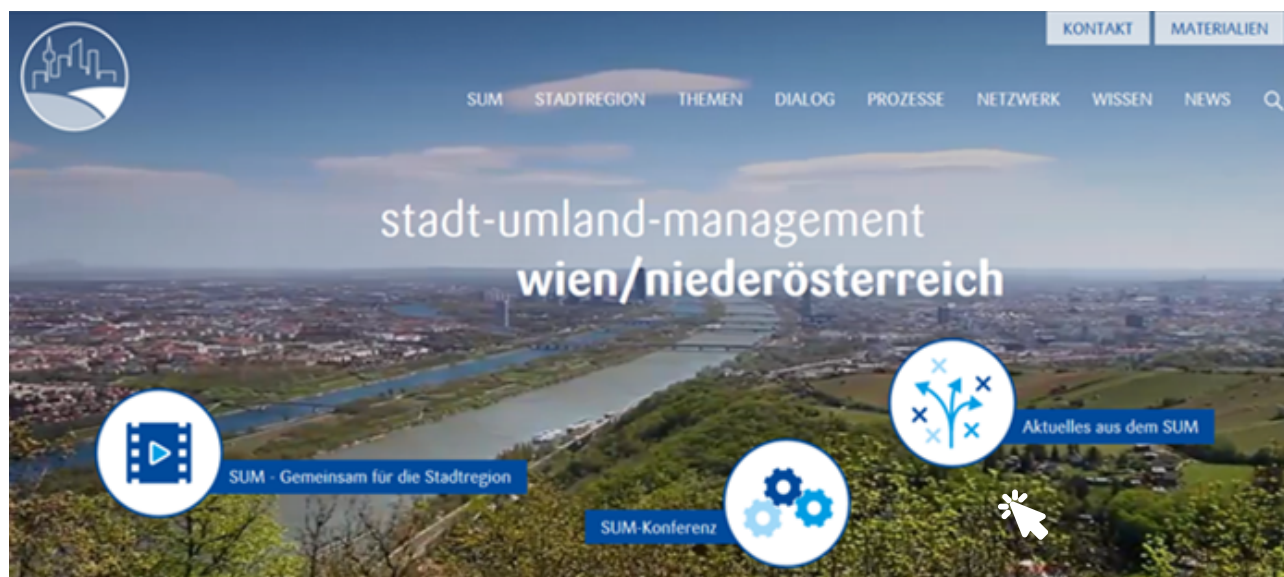 KONTAKT MATERIALIEN
SUM STADTREGION THEMEN DIALOG PROZESSE NETZWERK WISSEN NEWS
stadt-umland-management
wien/niederösterreich
Aktuelles aus dem SUM
SUM - Gemeinsam für die Stadtregion
SUM-Konferenz